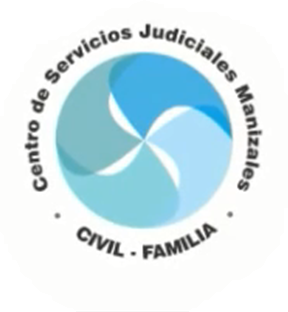 Centro de Servicios Judiciales Manizales
CIVIL - FAMILIA